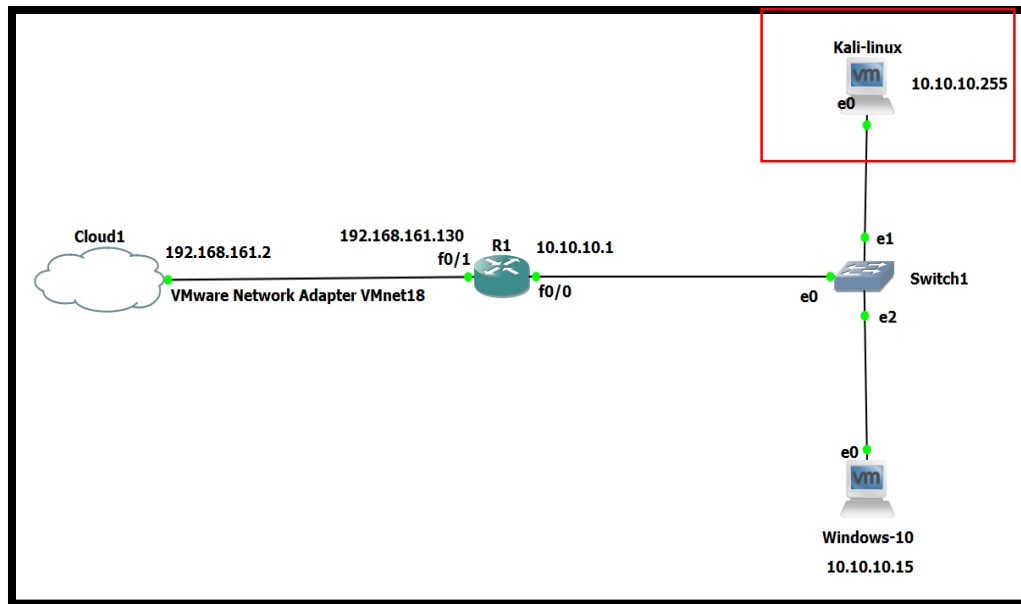 Kali-linux
vm
10.10.10.255
e0
Cloud1
192.168.161.2
192.168.161.130
R1
10.10.10.1
e1
f0/1
Switch1
VMware Network Adapter VMnet18
f0/0
e0
e2
e0
vm
Windows-10
10.10.10.15